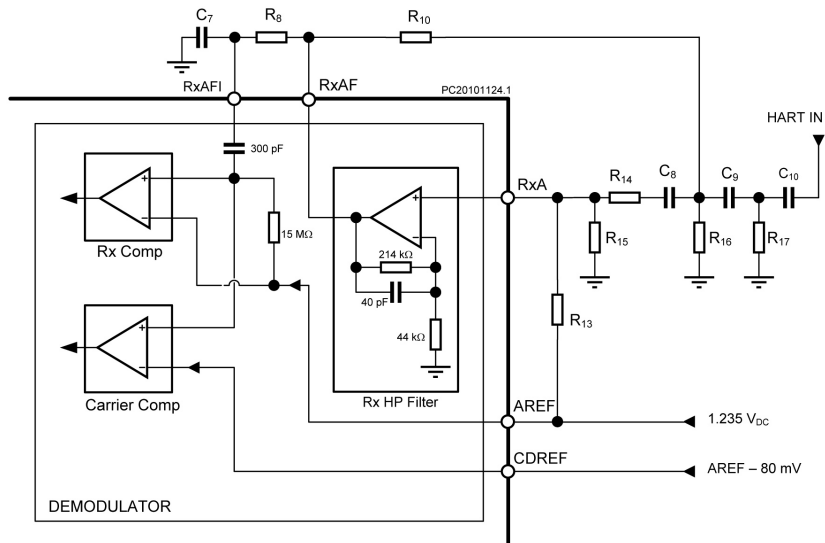 C7
R8
R10
RxAFI
RxAF
PC20101124.1
HART IN
300 pF
RxA
R14
C8
C9
C10
+
−
Rx Comp
15 MΩ
+
−
214 kΩ
40 pF
44 kΩ
R15
R16
R17
R13
+
−
Carrier Comp
Rx HP Filter
AREF
1.235 VDC
CDREF
AREF – 80 mV
DEMODULATOR